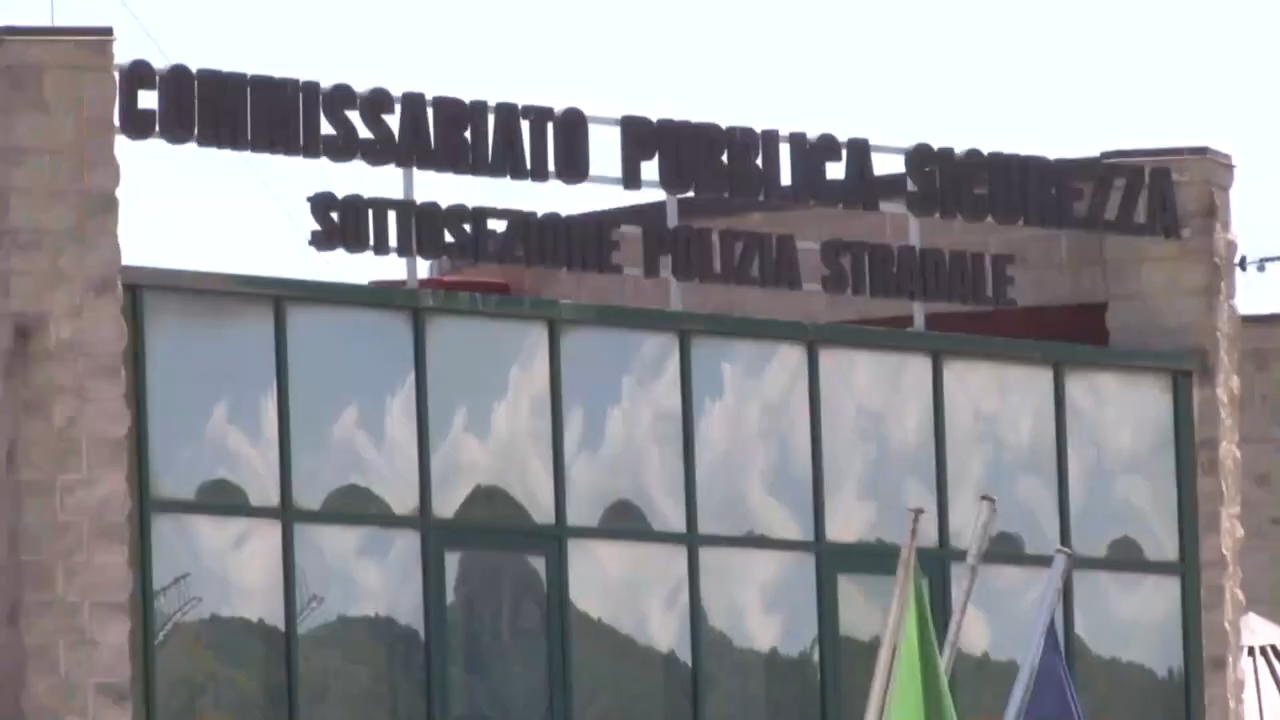 COMMISSARIATO PUBBLICA SICUREZZA
SOTTOSEZIONE POLIZIA STRADALE